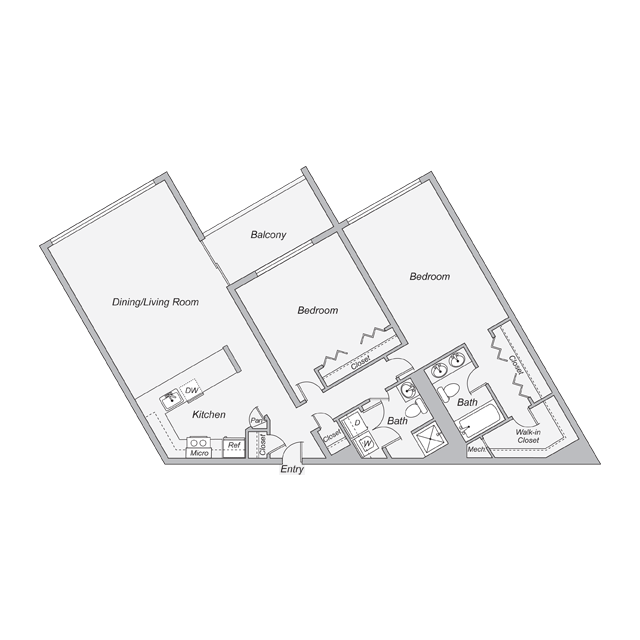 Balcony
Bedroom
Dining/Living Room
Bedroom
Closet
Closet
DW
Kitchen
Pan
Bath
Bath
D
W
Closet
Closet
Ref
Micro
Walk-in
Closet
Mech
Entry